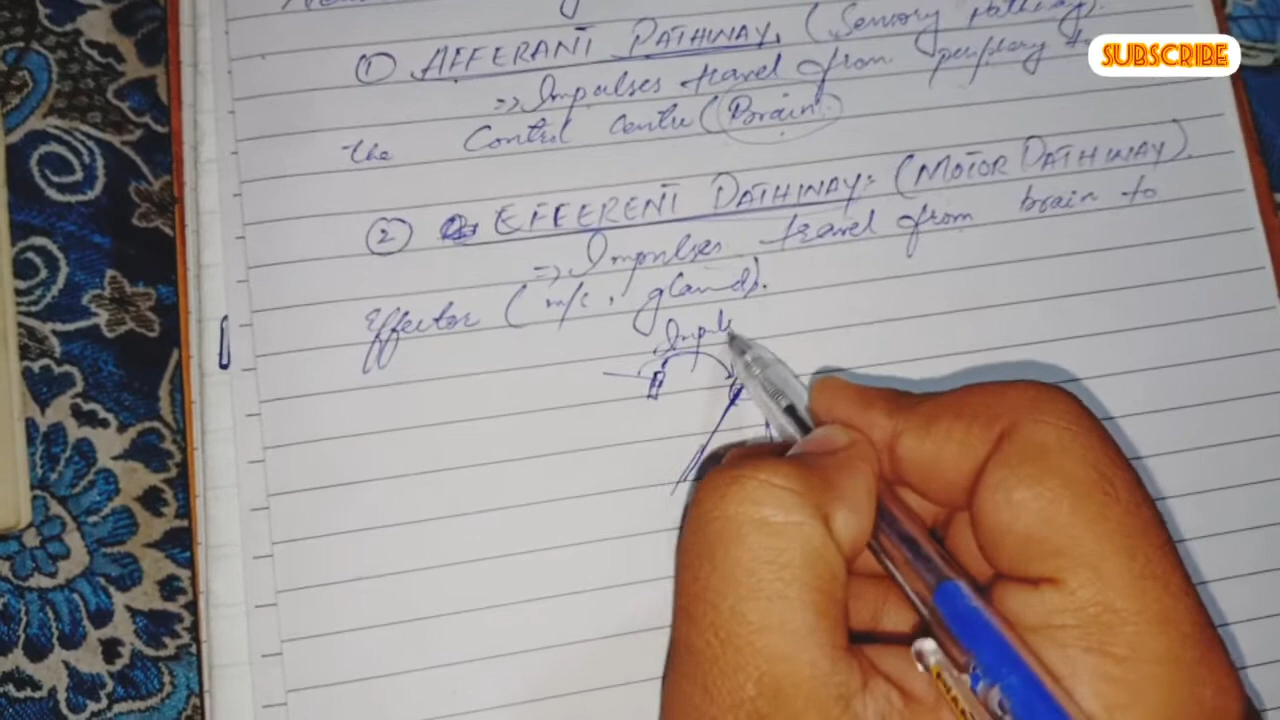 SUBSCRIBE
① AFFERANT PATHWAY. (Sensory pathway).
=> Impulses travel from periphery to
the Control Centre (Brain).
② EFFERENT PATHWAY: (MOTOR PATHWAY).
=> Impulses travel from brain to
Effector (m/c, glands).
Impul